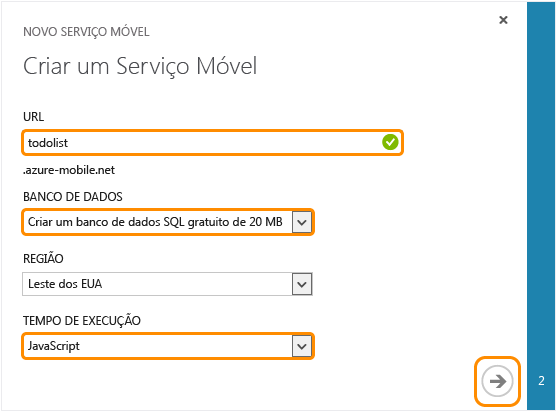 NOVO SERVIÇO MÓVEL
Criar um Serviço Móvel
URL
todolist
.azure-mobile.net
BANCO DE DADOS
Criar um banco de dados SQL gratuito de 20 MB
REGIÃO
Leste dos EUA
TEMPO DE EXECUÇÃO
JavaScript
2